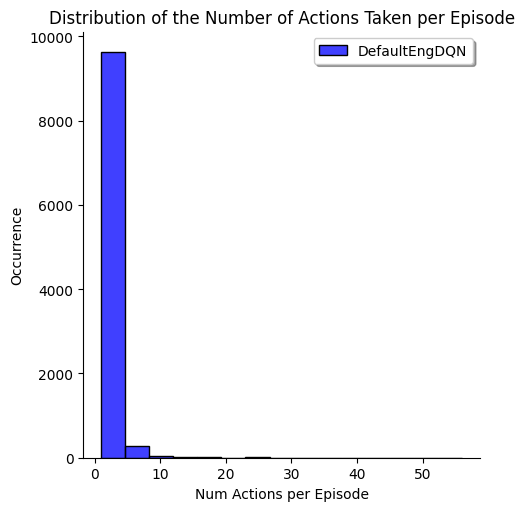 Distribution of the Number of Actions Taken per Episode
DefaultEngDQN
Occurrence
10000
8000
6000
4000
2000
0
0 10 20 30 40 50
Num Actions per Episode